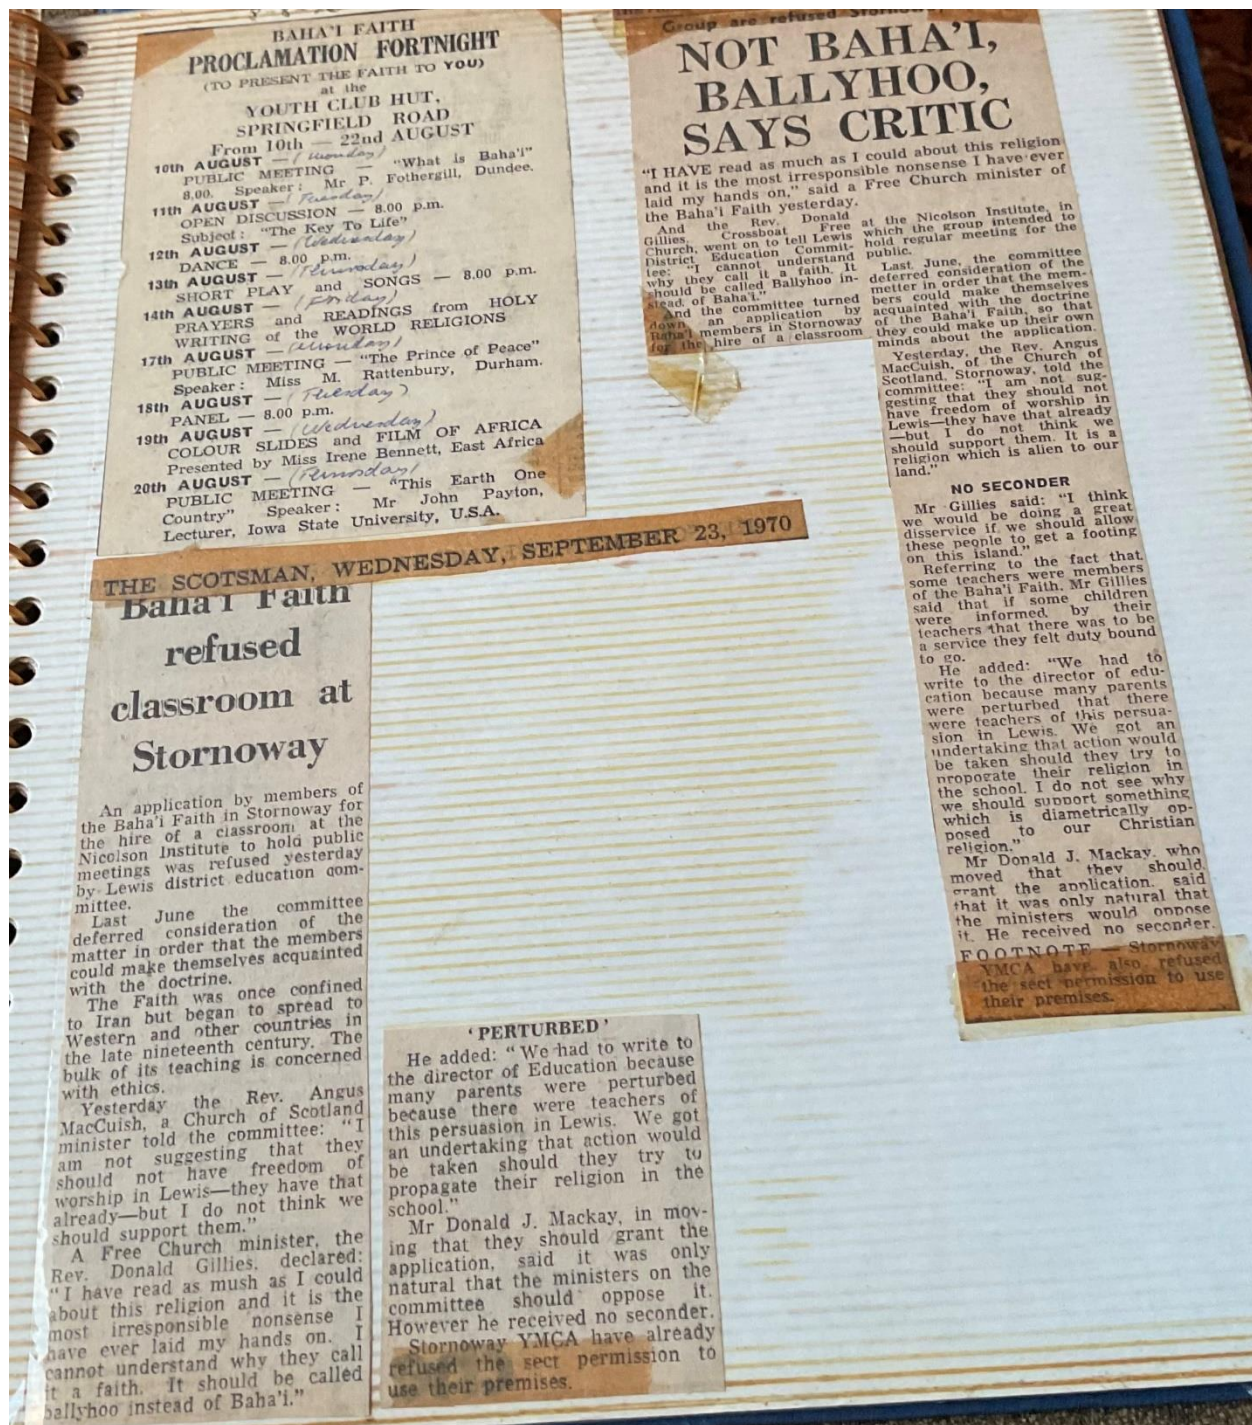 BAHA'I FAITH
PROCLAMATION FORTNIGHT
(TO PRESENT THE FAITH TO YOU)
at the
YOUTH CLUB HUT,
SPRINGFIELD ROAD
From 10th — 22nd AUGUST
10th AUGUST — (Monday)
PUBLIC MEETING — "What is Baha'i"
8.00. Speaker: Mr P. Fothergill, Dundee.
11th AUGUST — (Tuesday)
OPEN DISCUSSION — 8.00 p.m.
Subject: "The Key To Life"
12th AUGUST — (Wednesday)
DANCE — 8.00 p.m.
13th AUGUST — (Thursday)
SHORT PLAY and SONGS — 8.00 p.m.
14th AUGUST — (Friday)
PRAYERS and READINGS from HOLY
WRITING of the WORLD RELIGIONS
17th AUGUST — (Monday)
PUBLIC MEETING — "The Prince of Peace"
Speaker: Miss M. Rattenbury, Durham.
18th AUGUST — (Tuesday)
PANEL — 8.00 p.m.
19th AUGUST — (Wednesday)
COLOUR SLIDES and FILM OF AFRICA
Presented by Miss Irene Bennett, East Africa
20th AUGUST — (Thursday)
PUBLIC MEETING — "This Earth One
Country" Speaker: Mr John Payton,
Lecturer, Iowa State University, U.S.A.
THE SCOTSMAN, WEDNESDAY, SEPTEMBER 23, 1970
Baha'i Faith
refused
classroom at
Stornoway
An application by members of
the Baha'i Faith in Stornoway for
the hire of a classroom at the
Nicolson Institute to hold public
meetings was refused yesterday
by Lewis district education com-
mittee.
Last June the committee
deferred consideration of the
matter in order that the members
could make themselves acquainted
with the doctrine.
The Faith was once confined
to Iran but began to spread to
Western and other countries in
the late nineteenth century. The
bulk of its teaching is concerned
with ethics.
Yesterday the Rev. Angus
MacCuish, a Church of Scotland
minister told the committee: "I
am not suggesting that they
should not have freedom of
worship in Lewis—they have that
already—but I do not think we
should support them."
A Free Church minister, the
Rev. Donald Gillies, declared:
"I have read as mush as I could
about this religion and it is the
most irresponsible nonsense I
have ever laid my hands on. I
cannot understand why they call
it a faith. It should be called
ballyhoo instead of Baha'i."
'PERTURBED'
He added: "We had to write to
the director of Education because
many parents were perturbed
because there were teachers of
this persuasion in Lewis. We got
an undertaking that action would
be taken should they try to
propagate their religion in the
school."
Mr Donald J. Mackay, in mov-
ing that they should grant the
application, said it was only
natural that the ministers on the
committee should oppose it.
However he received no seconder.
Stornoway YMCA have already
refused the sect permission to
use their premises.
Group are refused Stornoway
NOT BAHA'I,
BALLYHOO,
SAYS CRITIC
"I HAVE read as much as I could about this religion
and it is the most irresponsible nonsense I have ever
laid my hands on," said a Free Church minister of
the Baha'i Faith yesterday.
And the Rev. Donald
Gillies, Crossboat Free
Church, went on to tell Lewis
District Education Commit-
tee: "I cannot understand
why they call it a faith. It
should be called Ballyhoo in-
stead of Baha'i."
And the committee turned
down an application by
Baha'i members in Stornoway
for the hire of a classroom
at the Nicolson Institute, in
which the group intended to
hold regular meeting for the
public.
Last June, the committee
deferred consideration of the
metter in order that the mem-
bers could make themselves
acquainted with the doctrine
of the Baha'i Faith, so that
they could make up their own
minds about the application.
Yesterday, the Rev. Angus
MacCuish, of the Church of
Scotland, Stornoway, told the
committee: "I am not sug-
gesting that they should not
have freedom of worship in
Lewis—they have that already
—but I do not think we
should support them. It is a
religion which is alien to our
land."
NO SECONDER
Mr Gillies said: "I think
we would be doing a great
disservice if we should allow
these people to get a footing
on this island."
Referring to the fact that
some teachers were members
of the Baha'i Faith, Mr Gillies
said that if some children
were informed by their
teachers that there was to be
a service they felt duty bound
to go.
He added: "We had to
write to the director of edu-
cation because many parents
were perturbed that there
were teachers of this persua-
sion in Lewis. We got an
undertaking that action would
be taken should they try to
propogate their religion in
the school. I do not see why
we should support something
which is diametrically op-
posed to our Christian
religion."
Mr Donald J. Mackay, who
moved that they should
grant the application, said
that it was only natural that
the ministers would oppose
it. He received no seconder.
FOOTNOTE — Stornoway
YMCA have also refused
the sect permission to use
their premises.